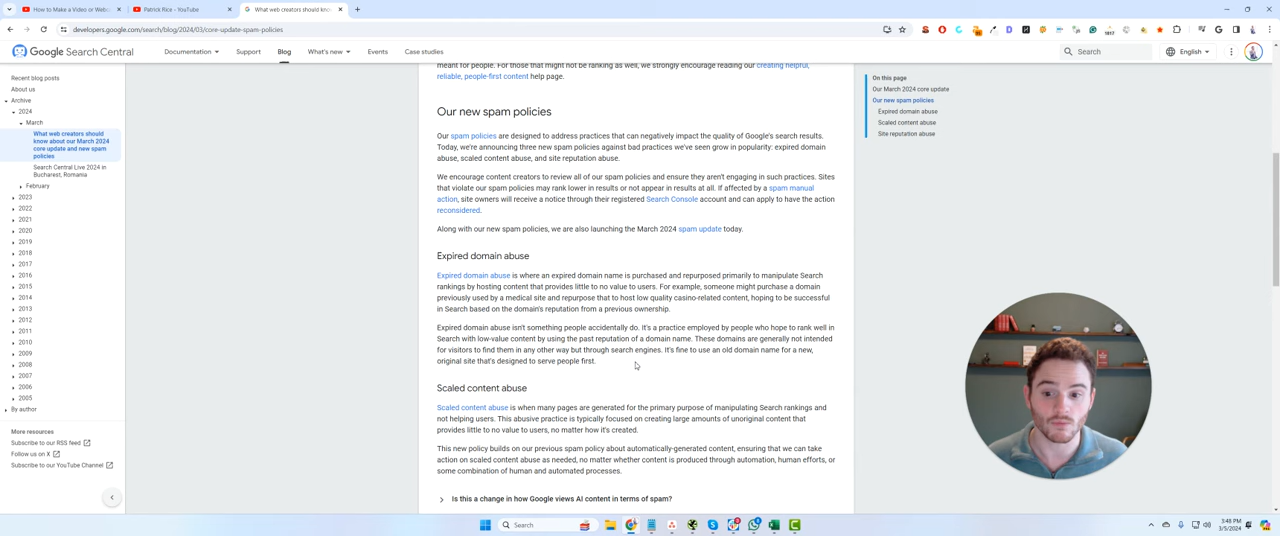 How to Make a Video or Webc
Patrick Rice - YouTube
What web creators should know
developers.google.com/search/blog/2024/03/core-update-spam-policies
Google Search Central
Documentation
Support
Blog
What's new
Events
Case studies
Search
English
Recent blog posts
About us
Archive
2024
March
What web creators should
know about our March 2024
core update and new spam
policies
Search Central Live 2024 in
Bucharest, Romania
February
2023
2022
2021
2020
2019
2018
2017
2016
2015
2014
2013
2012
2011
2010
2009
2008
2007
2006
2005
By author
More resources
Subscribe to our RSS feed
Follow us on X
Subscribe to our YouTube Channel
meant for people. For those that might not be ranking as well, we strongly encourage reading our creating helpful,
reliable, people-first content help page.
Our new spam policies
Our spam policies are designed to address practices that can negatively impact the quality of Google's search results.
Today, we're announcing three new spam policies against bad practices we've seen grow in popularity: expired domain
abuse, scaled content abuse, and site reputation abuse.
We encourage content creators to review all of our spam policies and ensure they aren't engaging in such practices. Sites
that violate our spam policies may rank lower in results or not appear in results at all. If affected by a spam manual
action, site owners will receive a notice through their registered Search Console account and can apply to have the action
reconsidered.
Along with our new spam policies, we are also launching the March 2024 spam update today.
Expired domain abuse
Expired domain abuse is where an expired domain name is purchased and repurposed primarily to manipulate Search
rankings by hosting content that provides little to no value to users. For example, someone might purchase a domain
previously used by a medical site and repurpose that to host low quality casino-related content, hoping to be successful
in Search based on the domain's reputation from a previous ownership.
Expired domain abuse isn't something people accidentally do. It's a practice employed by people who hope to rank well in
Search with low-value content by using the past reputation of a domain name. These domains are generally not intended
for visitors to find them in any other way but through search engines. It's fine to use an old domain name for a new,
original site that's designed to serve people first.
Scaled content abuse
Scaled content abuse is when many pages are generated for the primary purpose of manipulating Search rankings and
not helping users. This abusive practice is typically focused on creating large amounts of unoriginal content that
provides little to no value to users, no matter how it's created.
This new policy builds on our previous spam policy about automatically-generated content, ensuring that we can take
action on scaled content abuse as needed, no matter whether content is produced through automation, human efforts, or
some combination of human and automated processes.
Is this a change in how Google views AI content in terms of spam?
On this page
Our March 2024 core update
Our new spam policies
Expired domain abuse
Scaled content abuse
Site reputation abuse
Search
3:48 PM
3/5/2024